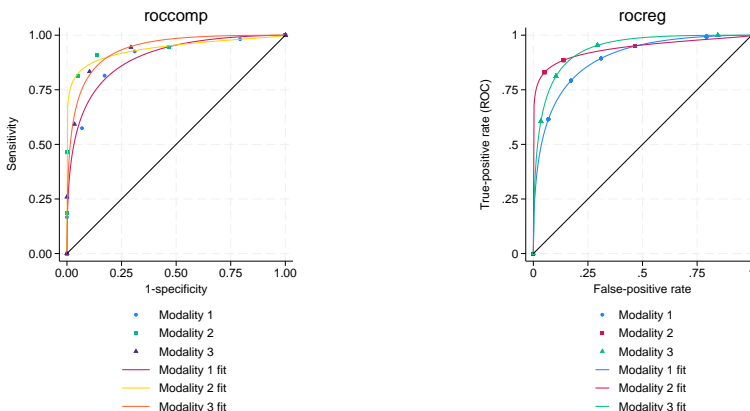 roccomp
Sensitivity
1.00
0.75
0.50
0.25
0.00
0.00 0.25 0.50 0.75 1.00
1-specificity
Modality 1
Modality 2
Modality 3
Modality 1 fit
Modality 2 fit
Modality 3 fit
rocreg
True-positive rate (ROC)
1
.75
.5
.25
0
0 .25 .5 .75 1
False-positive rate
Modality 1
Modality 2
Modality 3
Modality 1 fit
Modality 2 fit
Modality 3 fit